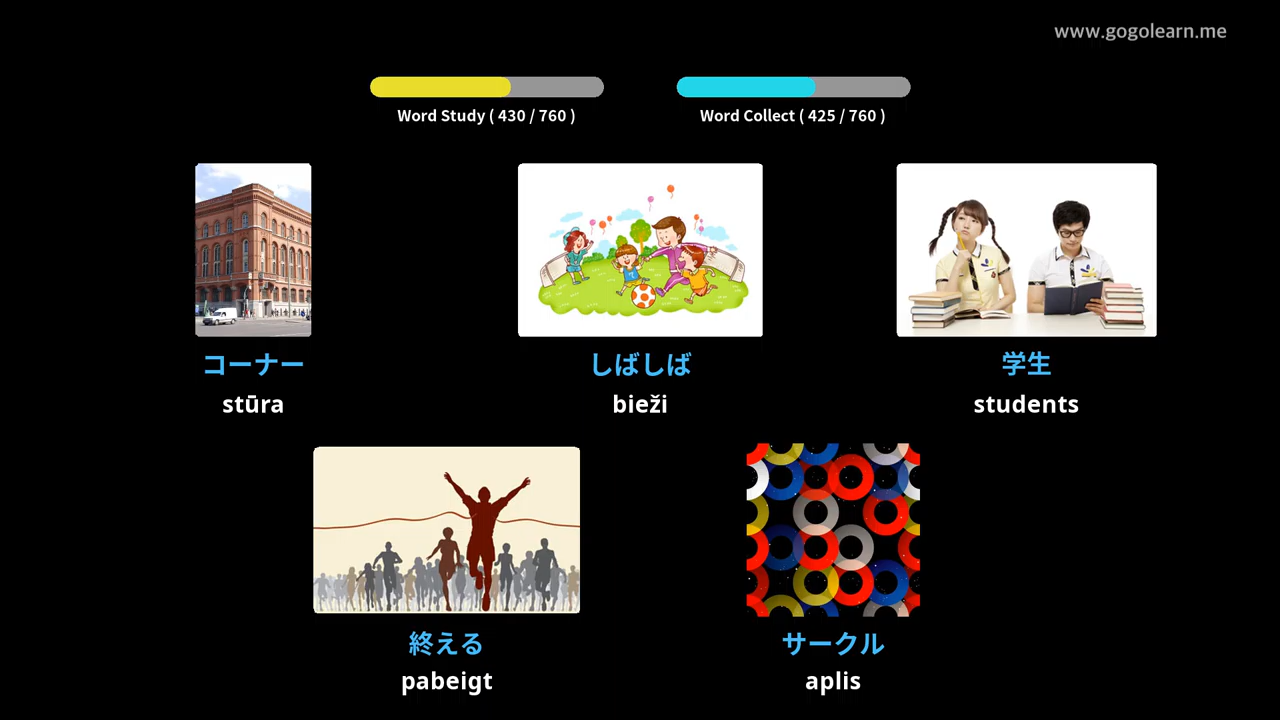 www.gogolearn.me
Word Study ( 430 / 760 )
Word Collect ( 425 / 760 )
コーナー
stūra
しばしば
bieži
学生
students
終える
pabeigt
サークル
aplis